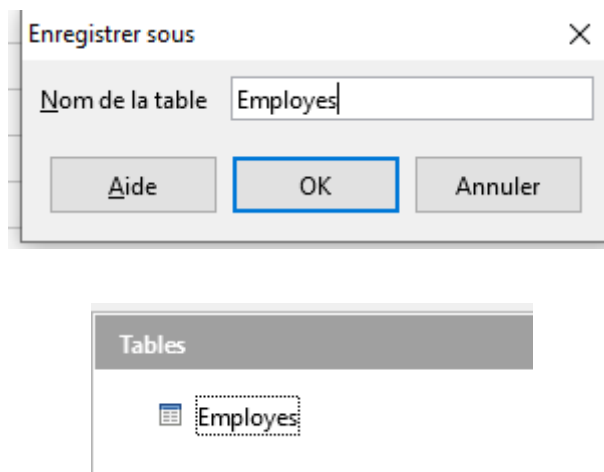 Enregistrer sous
Nom de la table Employes
Aide OK Annuler
Tables
Employes